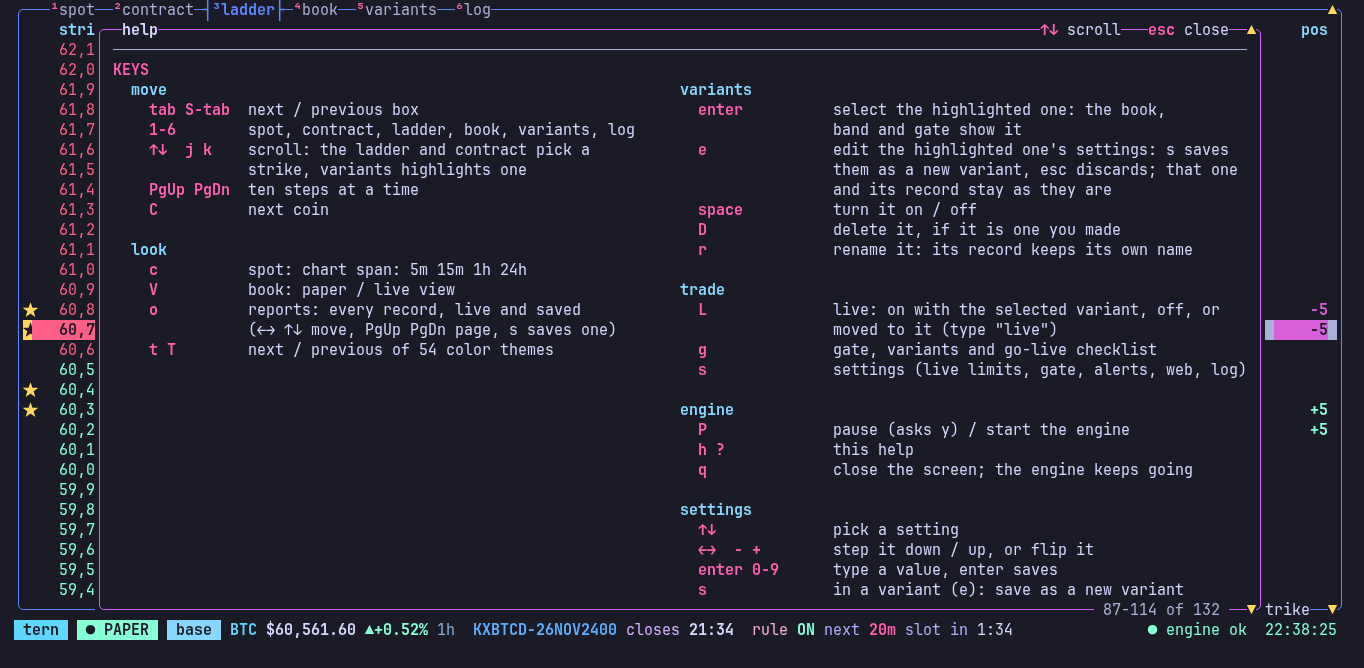 ¹spot ²contract ³ladder ⁴book ⁵variants ⁶log ▲
stri help ↑↓ scroll esc close ▲ pos
62,1
62,0 KEYS
61,9 move variants
61,8 tab S-tab next / previous box enter select the highlighted one: the book,
61,7 1-6 spot, contract, ladder, book, variants, log band and gate show it
61,6 ↑↓ j k scroll: the ladder and contract pick a e edit the highlighted one's settings: s saves
61,5 strike, variants highlights one them as a new variant, esc discards; that one
61,4 PgUp PgDn ten steps at a time and its record stay as they are
61,3 C next coin space turn it on / off
61,2 D delete it, if it is one you made
61,1 look r rename it: its record keeps its own name
61,0 c spot: chart span: 5m 15m 1h 24h
60,9 V book: paper / live view trade
★ 60,8 o reports: every record, live and saved L live: on with the selected variant, off, or -5
★ 60,7 (↔ ↑↓ move, PgUp PgDn page, s saves one) moved to it (type "live") -5
60,6 t T next / previous of 54 color themes g gate, variants and go-live checklist
60,5 s settings (live limits, gate, alerts, web, log)
★ 60,4
★ 60,3 engine +5
60,2 P pause (asks y) / start the engine +5
60,1 h ? this help
60,0 q close the screen; the engine keeps going
59,9
59,8 settings
59,7 ↑↓ pick a setting
59,6 ↔ - + step it down / up, or flip it
59,5 enter 0-9 type a value, enter saves
59,4 s in a variant (e): save as a new variant
87-114 of 132 ▼ trike ▼
tern ● PAPER base BTC $60,561.60 ▲+0.52% 1h KXBTCD-26NOV2400 closes 21:34 rule ON next 20m slot in 1:34 ● engine ok 22:38:25